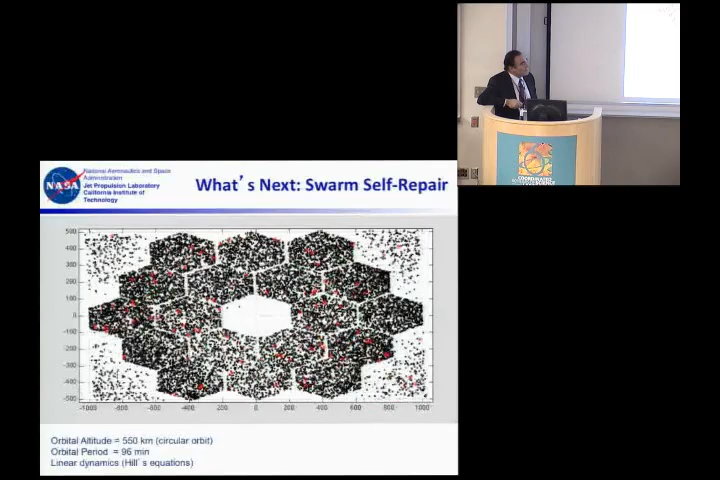 National Aeronautics and Space
Administration
Jet Propulsion Laboratory
California Institute of
Technology
NASA
What's Next: Swarm Self-Repair
500
400
300
200
100
0
-100
-200
-300
-400
-500
-1000 -800 -600 -400 -200 0 200 400 600 800 1000
Orbital Altitude = 550 km (circular orbit)
Orbital Period = 96 min
Linear dynamics (Hill's equations)
COORDINATED
SCIENCE